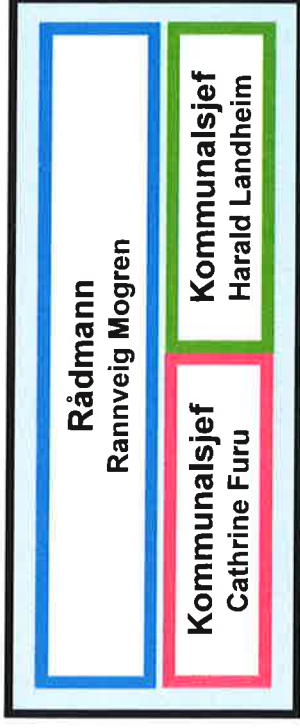 Rådmann
Rannveig Mogren
Kommunalsjef
Cathrine Furu
Kommunalsjef
Harald Landheim